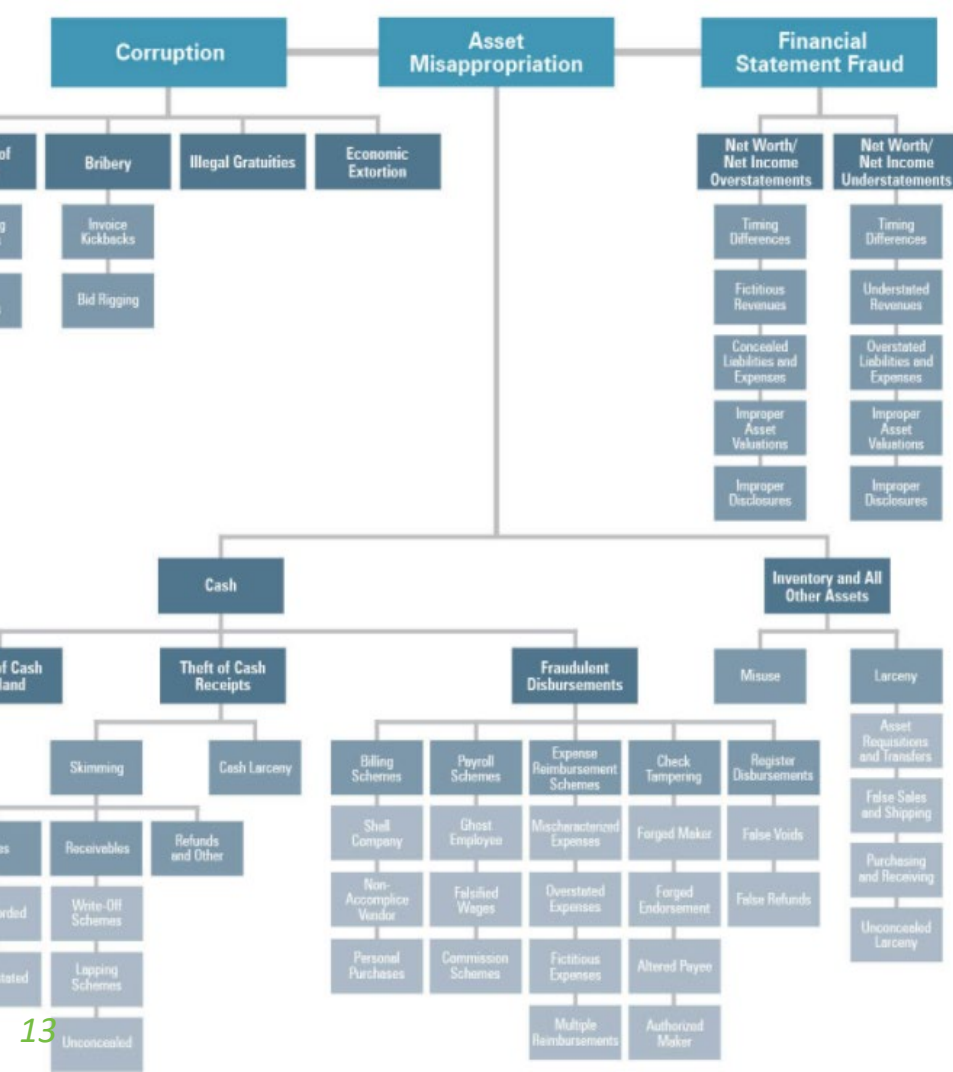 Corruption
Asset
Misappropriation
Financial
Statement Fraud
of
Bribery
Illegal Gratuities
Economic
Extortion
Net Worth/
Net Income
Overstatements
Net Worth/
Net Income
Understatements
Invoice
Kickbacks
Bid Rigging
Timing
Differences
Fictitious
Revenues
Concealed
Liabilities and
Expenses
Improper
Asset
Valuations
Improper
Disclosures
Timing
Differences
Understated
Revenues
Overstated
Liabilities and
Expenses
Improper
Asset
Valuations
Improper
Disclosures
Cash
Inventory and All
Other Assets
of Cash
Theft of Cash
Receipts
Fraudulent
Disbursements
Misuse
Larceny
Asset
Requisitions
and Transfers
False Sales
and Shipping
Purchasing
and Receiving
Unconcealed
Larceny
Skimming
Cash Larceny
Receivables
Refunds
and Other
Write-Off
Schemes
Lapping
Schemes
Unconcealed
Billing
Schemes
Shell
Company
Non-
Accomplice
Vendor
Personal
Purchases
Payroll
Schemes
Ghost
Employee
Falsified
Wages
Commission
Schemes
Expense
Reimbursement
Schemes
Mischaracterized
Expenses
Overstated
Expenses
Fictitious
Expenses
Multiple
Reimbursements
Check
Tampering
Forged Maker
Forged
Endorsement
Altered Payee
Authorized
Maker
Register
Disbursements
False Voids
False Refunds
13